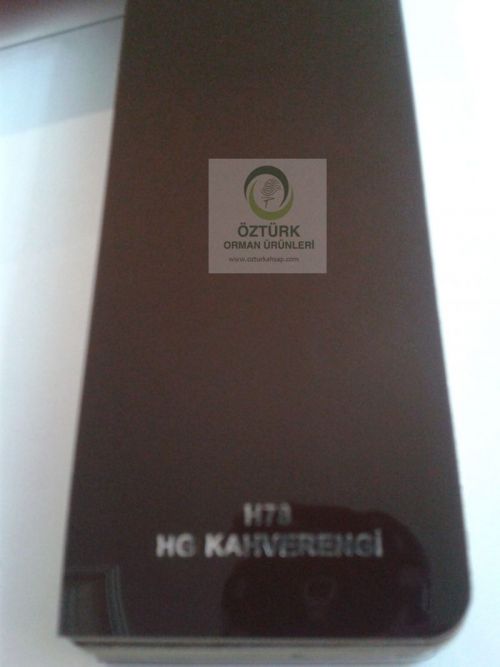 ÖZTÜRK
ORMAN ÜRÜNLERİ
www.ozturkahsap.com
H78
HG KAHVERENGİ